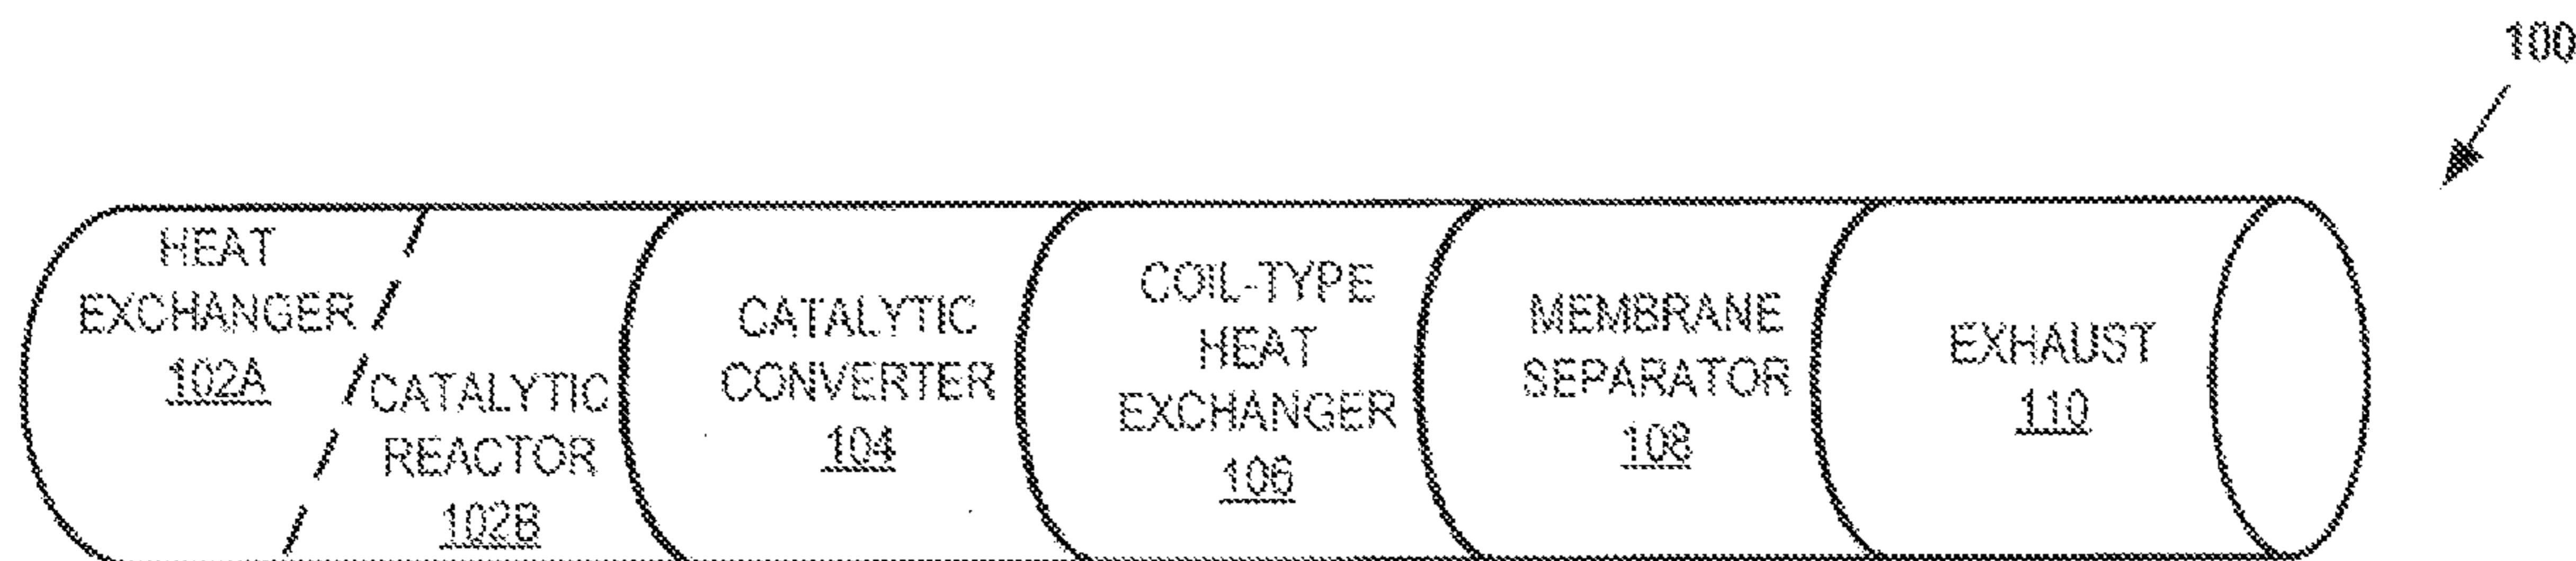 100
HEAT
EXCHANGER
102A
CATALYTIC
REACTOR
102B
CATALYTIC
CONVERTER
104
COIL-TYPE
HEAT
EXCHANGER
106
MEMBRANE
SEPARATOR
108
EXHAUST
110